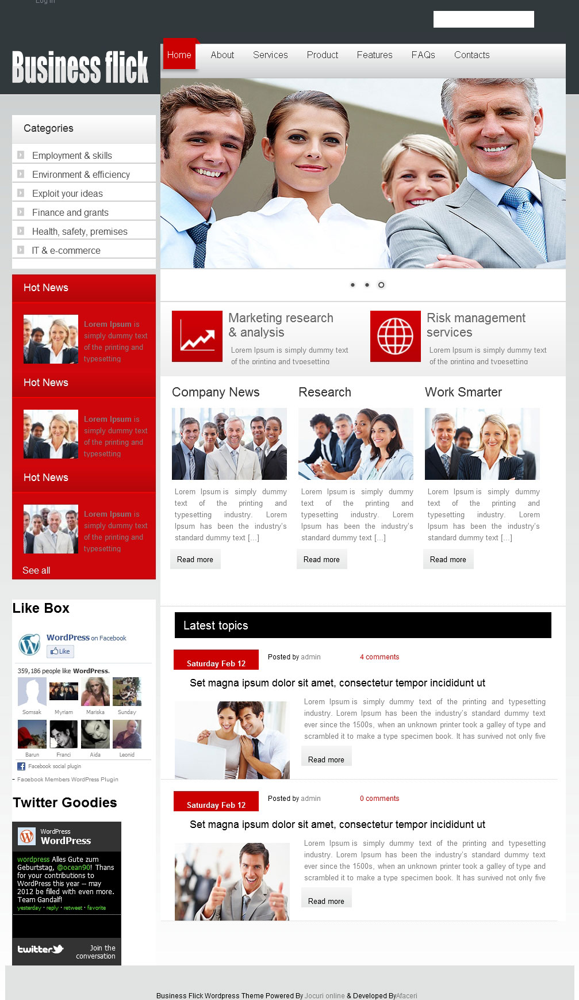 Log in
Business flick
Home About Services Product Features FAQs Contacts
Categories
Employment & skills
Environment & efficiency
Exploit your ideas
Finance and grants
Health, safety, premises
IT & e-commerce
Hot News
Lorem Ipsum is
simply dummy text
of the printing and
typesetting
Hot News
Lorem Ipsum is
simply dummy text
of the printing and
typesetting
Hot News
Lorem Ipsum is
simply dummy text
of the printing and
typesetting
See all
Like Box
WordPress on Facebook
Like
359,186 people like WordPress.
Somsak Myriam Mariska Sunday
Barun Franci Aida Leonid
Facebook social plugin
- Facebook Members WordPress Plugin
Twitter Goodies
WordPress
WordPress
wordpress Alles Gute zum
Geburtstag, @ocean90! Thanks
for your contributions to
WordPress this year -- may
2012 be filled with even more.
Team Gandalf!
yesterday · reply · retweet · favorite
twitter
Join the
conversation
Marketing research
& analysis
Lorem Ipsum is simply dummy text
of the printing and typesetting
Risk management
services
Lorem Ipsum is simply dummy text
of the printing and typesetting
Company News
Lorem Ipsum is simply dummy
text of the printing and
typesetting industry. Lorem
Ipsum has been the industry's
standard dummy text [...]
Read more
Research
Lorem Ipsum is simply dummy
text of the printing and
typesetting industry. Lorem
Ipsum has been the industry's
standard dummy text [...]
Read more
Work Smarter
Lorem Ipsum is simply dummy
text of the printing and
typesetting industry. Lorem
Ipsum has been the industry's
standard dummy text [...]
Read more
Latest topics
Saturday Feb 12 Posted by admin 4 comments
Set magna ipsum dolor sit amet, consectetur tempor incididunt ut
Lorem Ipsum is simply dummy text of the printing and typesetting
industry. Lorem Ipsum has been the industry's standard dummy text
ever since the 1500s, when an unknown printer took a galley of type and
scrambled it to make a type specimen book. It has survived not only five
Read more
Saturday Feb 12 Posted by admin 0 comments
Set magna ipsum dolor sit amet, consectetur tempor incididunt ut
Lorem Ipsum is simply dummy text of the printing and typesetting
industry. Lorem Ipsum has been the industry's standard dummy text
ever since the 1500s, when an unknown printer took a galley of type and
scrambled it to make a type specimen book. It has survived not only five
Read more
Business Flick Wordpress Theme Powered By Jocuri online & Developed ByAfaceri